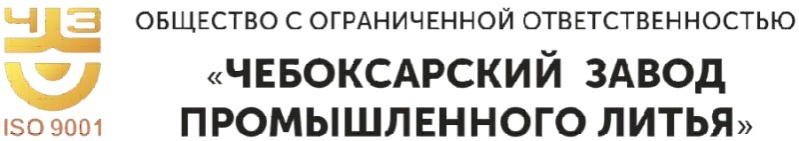 ЧЗ
ISO 9001
ОБЩЕСТВО С ОГРАНИЧЕННОЙ ОТВЕТСТВЕННОСТЬЮ
«ЧЕБОКСАРСКИЙ ЗАВОД
ПРОМЫШЛЕННОГО ЛИТЬЯ»